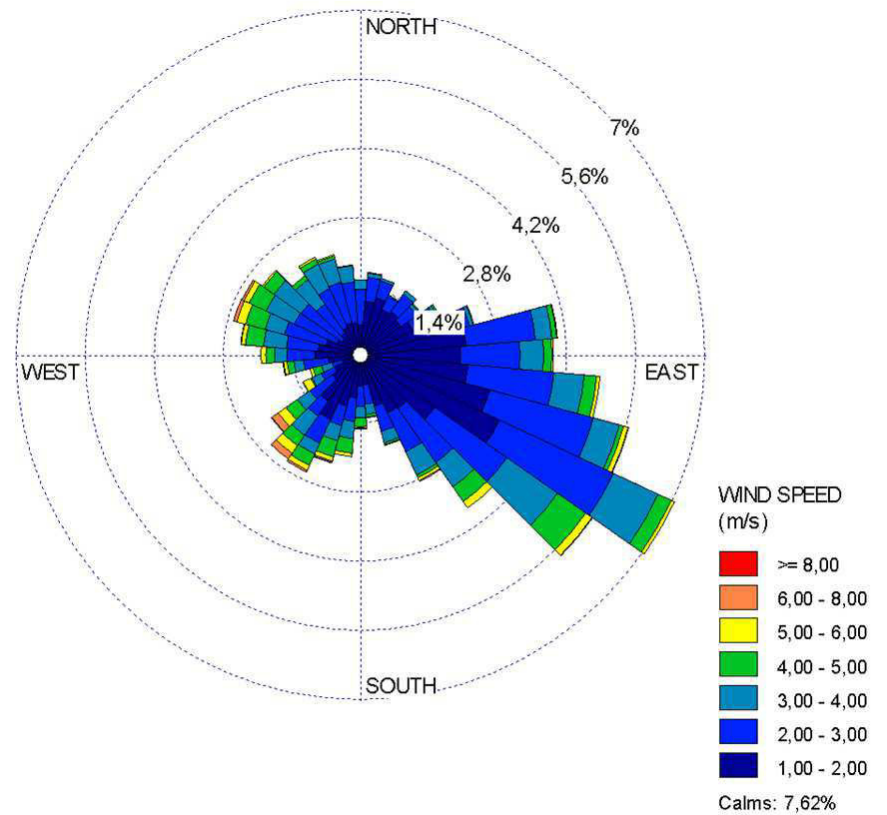 NORTH
7%
5,6%
4,2%
2,8%
1,4%
WEST
EAST
SOUTH
WIND SPEED
(m/s)
>= 8,00
6,00 - 8,00
5,00 - 6,00
4,00 - 5,00
3,00 - 4,00
2,00 - 3,00
1,00 - 2,00
Calms: 7,62%